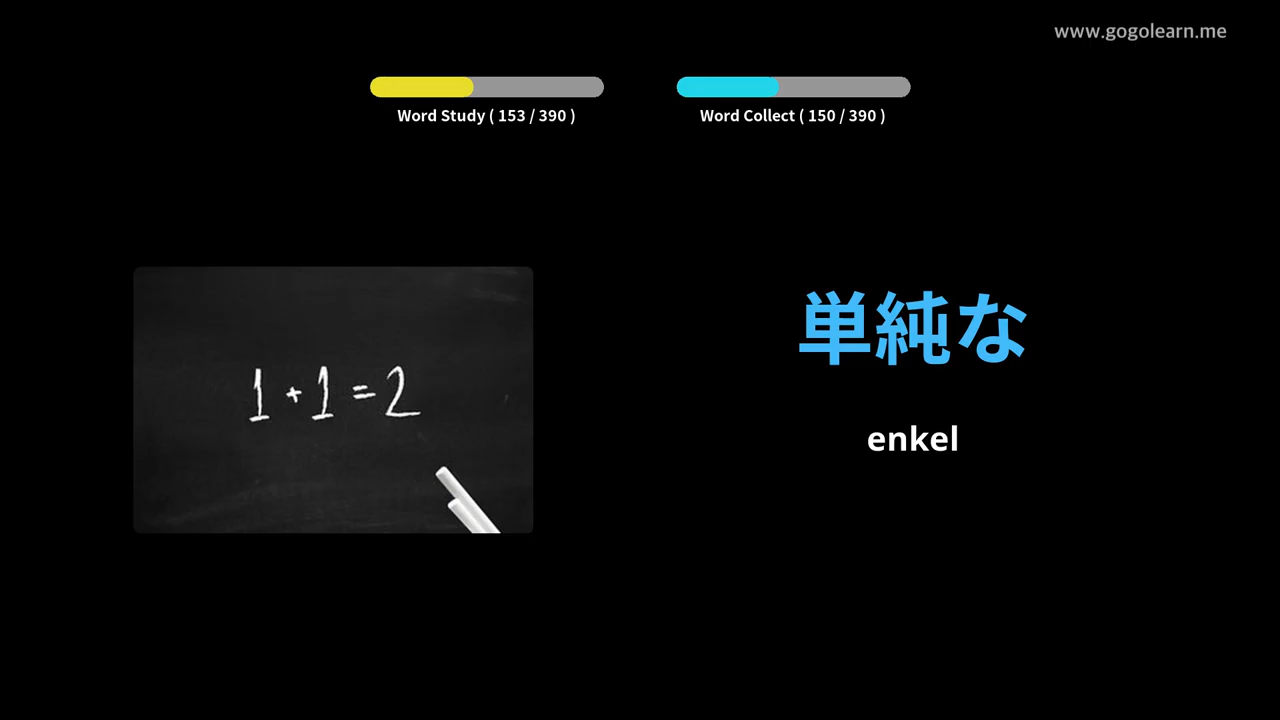 www.gogolearn.me
Word Study ( 153 / 390 )
Word Collect ( 150 / 390 )
1 + 1 = 2
単純な
enkel